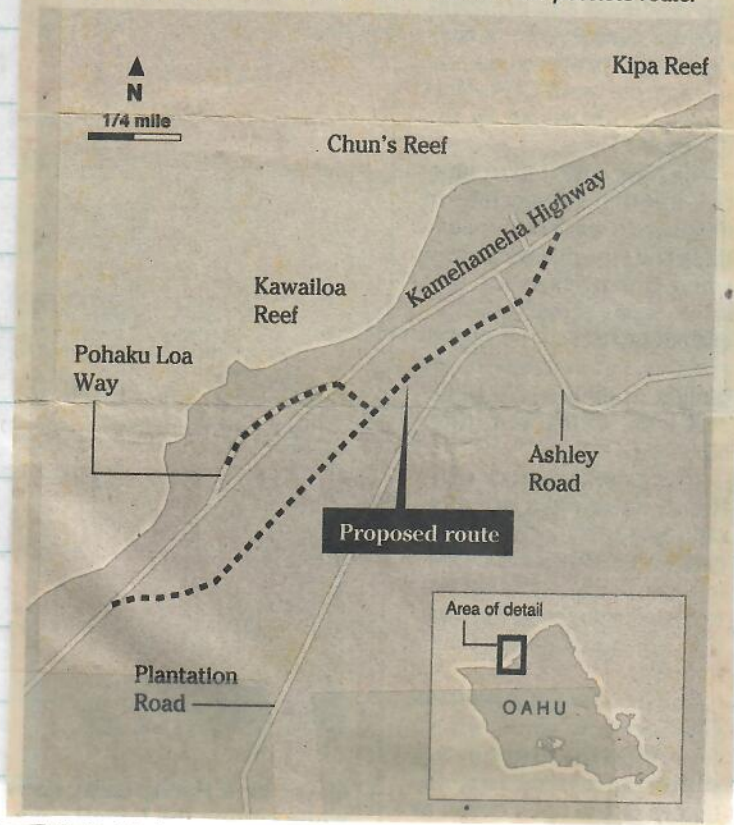 route.
Kipa Reef
N
1/4 mile
Chun's Reef
Kamehameha Highway
Kawailoa
Reef
Pohaku Loa
Way
Ashley
Road
Proposed route
Area of detail
Plantation
Road
OAHU